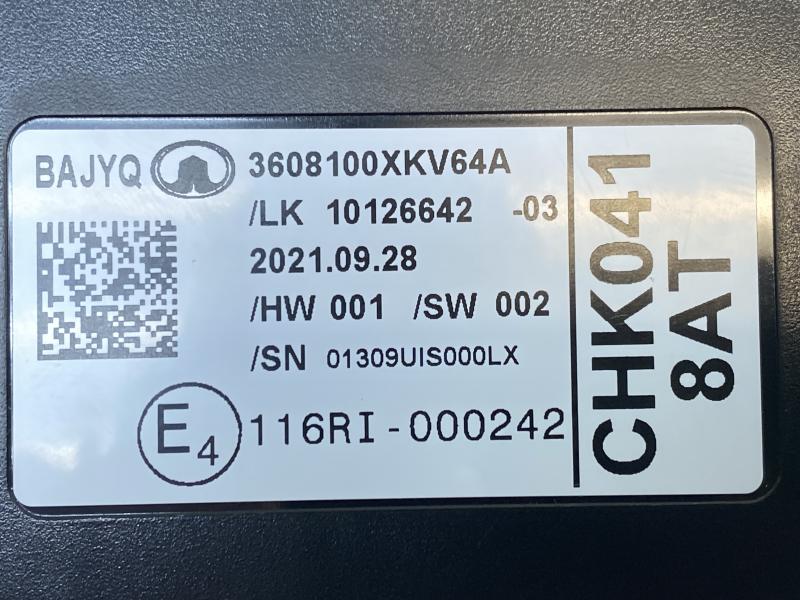 BAJYQ 3608100XKV64A
/LK 10126642 -03
2021.09.28
/HW 001 /SW 002
/SN 01309UIS000LX
E4 116RI-000242
CHK041
8AT